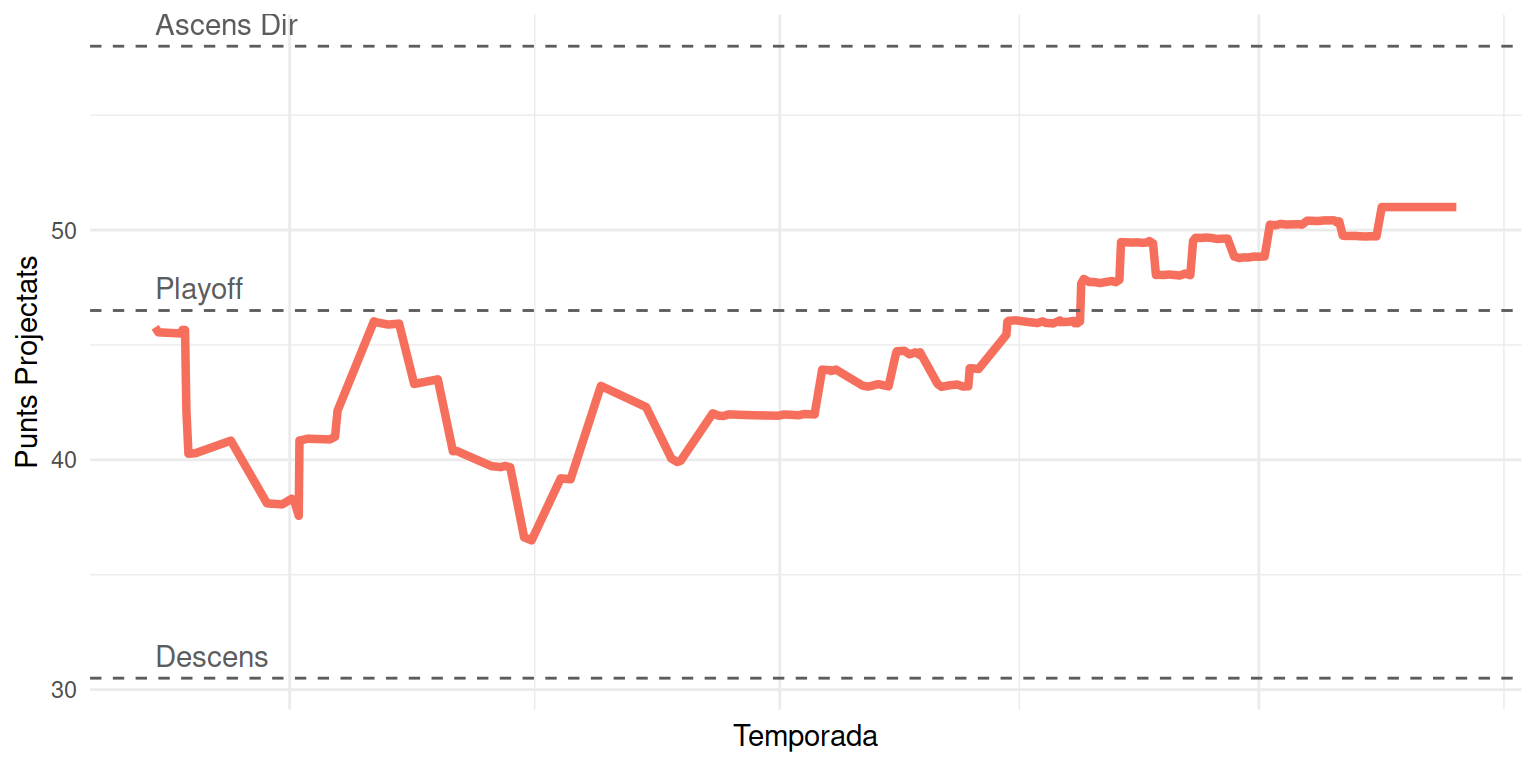 Ascens Dir
50
Playoff
40
Descens
30
Punts Projectats
Temporada